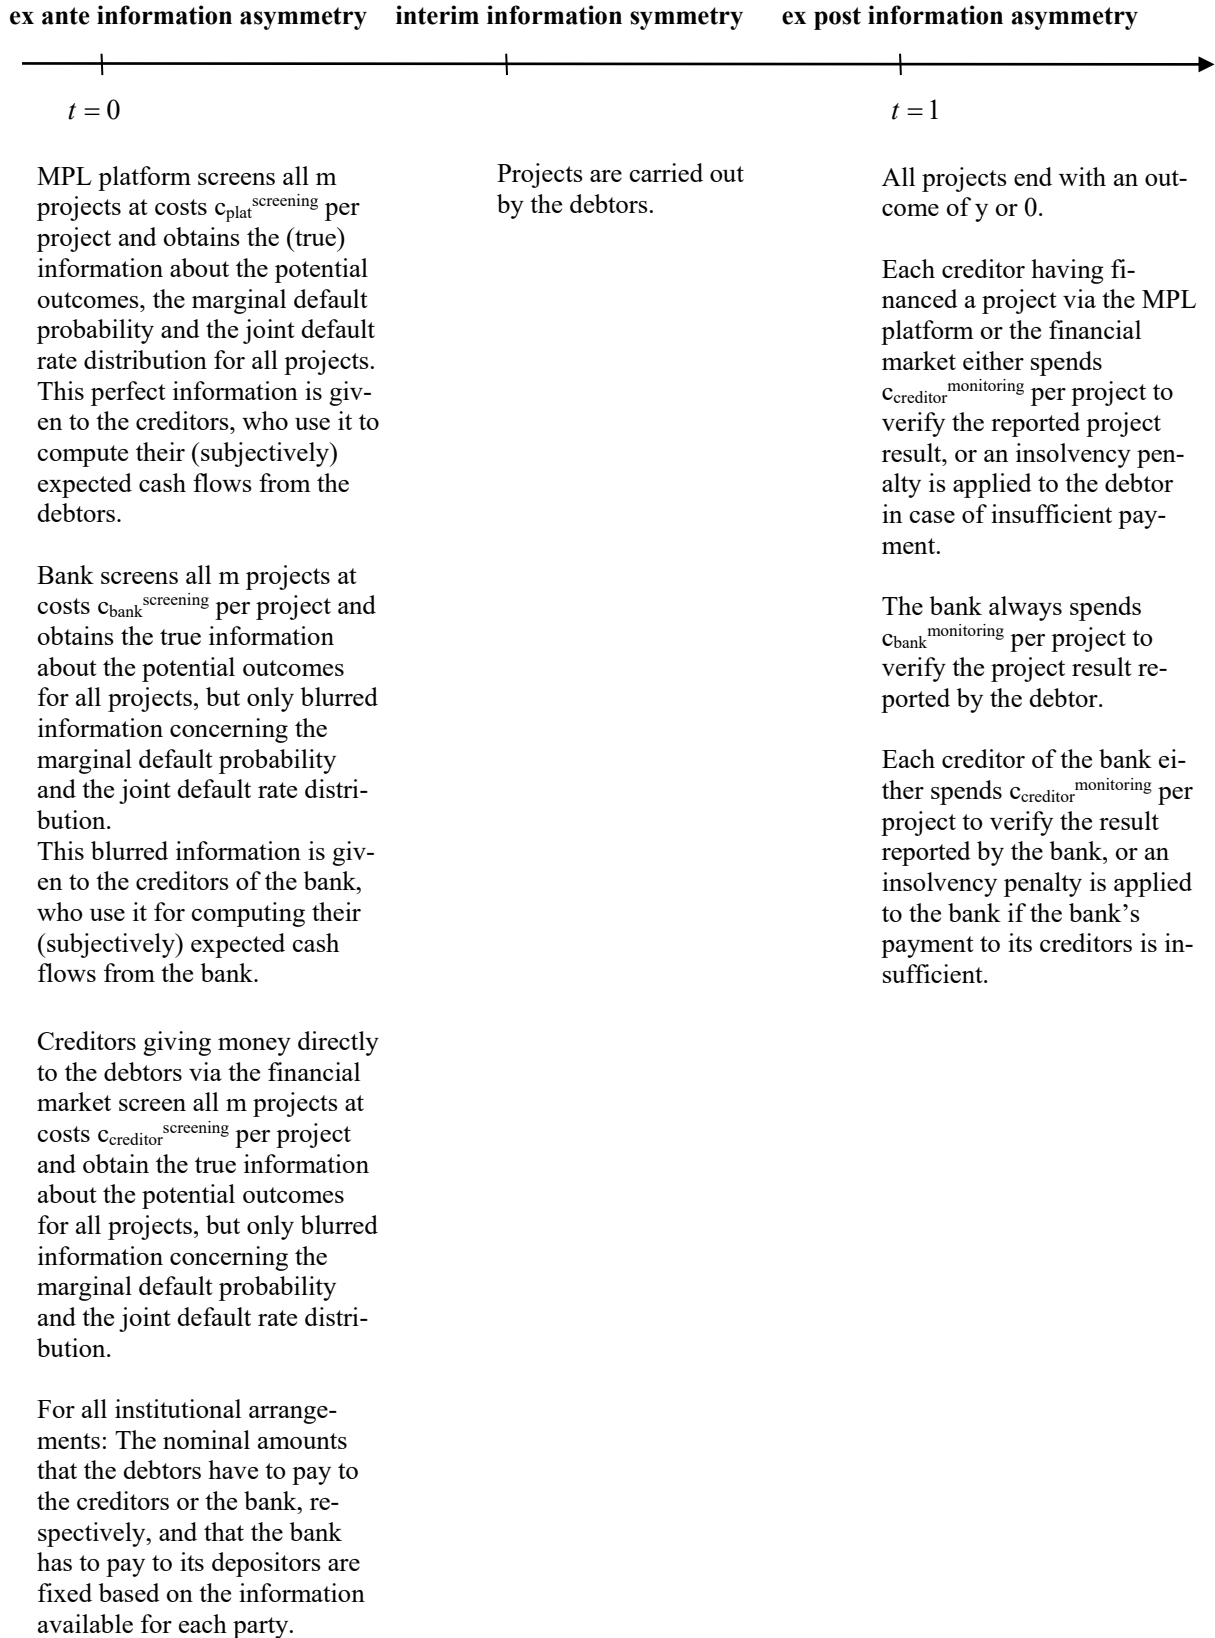 ex ante information asymmetry interim information symmetry ex post information asymmetry
t = 0
t = 1
MPL platform screens all m
projects at costs c_plat^screening per
project and obtains the (true)
information about the potential
outcomes, the marginal default
probability and the joint default
rate distribution for all projects.
This perfect information is giv-
en to the creditors, who use it to
compute their (subjectively)
expected cash flows from the
debtors.
Bank screens all m projects at
costs c_bank^screening per project and
obtains the true information
about the potential outcomes
for all projects, but only blurred
information concerning the
marginal default probability
and the joint default rate distri-
bution.
This blurred information is giv-
en to the creditors of the bank,
who use it for computing their
(subjectively) expected cash
flows from the bank.
Creditors giving money directly
to the debtors via the financial
market screen all m projects at
costs c_creditor^screening per project
and obtain the true information
about the potential outcomes
for all projects, but only blurred
information concerning the
marginal default probability
and the joint default rate distri-
bution.
For all institutional arrange-
ments: The nominal amounts
that the debtors have to pay to
the creditors or the bank, re-
spectively, and that the bank
has to pay to its depositors are
fixed based on the information
available for each party.
Projects are carried out
by the debtors.
All projects end with an out-
come of y or 0.
Each creditor having fi-
nanced a project via the MPL
platform or the financial
market either spends
c_creditor^monitoring per project to
verify the reported project
result, or an insolvency pen-
alty is applied to the debtor
in case of insufficient pay-
ment.
The bank always spends
c_bank^monitoring per project to
verify the project result re-
ported by the debtor.
Each creditor of the bank ei-
ther spends c_creditor^monitoring per
project to verify the result
reported by the bank, or an
insolvency penalty is applied
to the bank if the bank's
payment to its creditors is in-
sufficient.